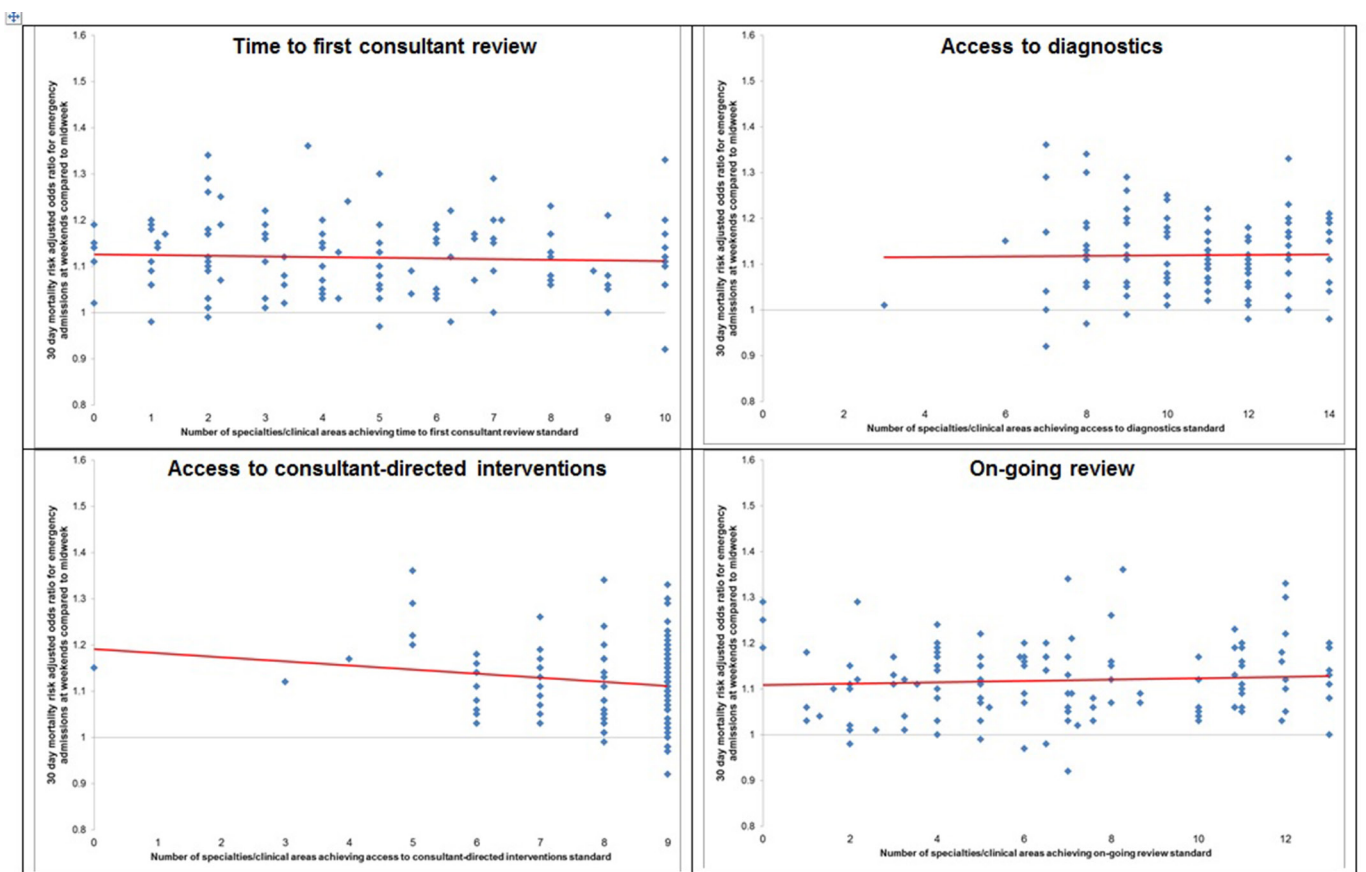 Time to first consultant review
30 day mortality risk adjusted odds ratio for emergency
admissions at weekends compared to midweek
1.6
1.5
1.4
1.3
1.2
1.1
1
0.9
0.8
0 1 2 3 4 5 6 7 8 9 10
Number of specialties/clinical areas achieving time to first consultant review standard
Access to diagnostics
30 day mortality risk adjusted odds ratio for emergency
admissions at weekends compared to midweek
1.6
1.5
1.4
1.3
1.2
1.1
1
0.9
0.8
0 2 4 6 8 10 12 14
Number of specialties/clinical areas achieving access to diagnostics standard
Access to consultant-directed interventions
30 day mortality risk adjusted odds ratio for emergency
admissions at weekends compared to midweek
1.6
1.5
1.4
1.3
1.2
1.1
1
0.9
0.8
0 1 2 3 4 5 6 7 8 9
Number of specialties/clinical areas achieving access to consultant-directed interventions standard
On-going review
30 day mortality risk adjusted odds ratio for emergency
admissions at weekends compared to midweek
1.6
1.5
1.4
1.3
1.2
1.1
1
0.9
0.8
0 2 4 6 8 10 12
Number of specialties/clinical areas achieving on-going review standard